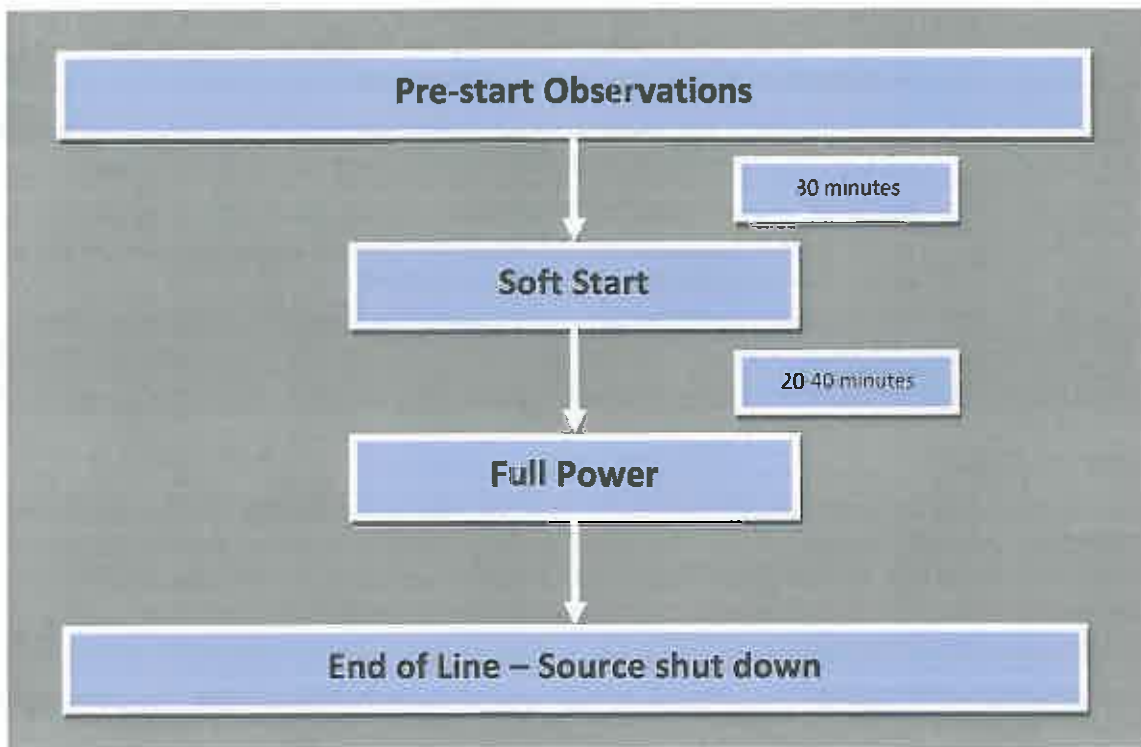 Pre-start Observations
30 minutes
Soft Start
20-40 minutes
Full Power
End of Line – Source shut down